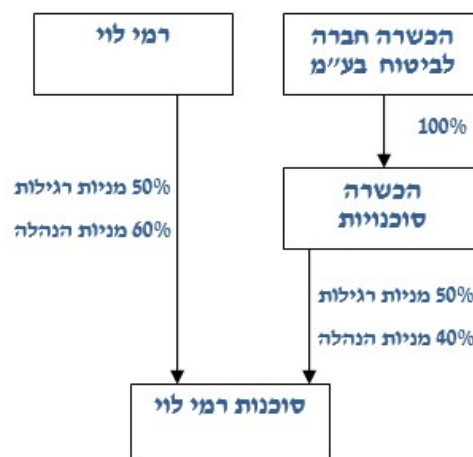 רמי לוי
הכשרה חברה
לביטוח בע"מ
100%
הכשרה
סוכנויות
50% מניות רגילות
60% מניות הנהלה
50% מניות רגילות
40% מניות הנהלה
סוכנות רמי לוי